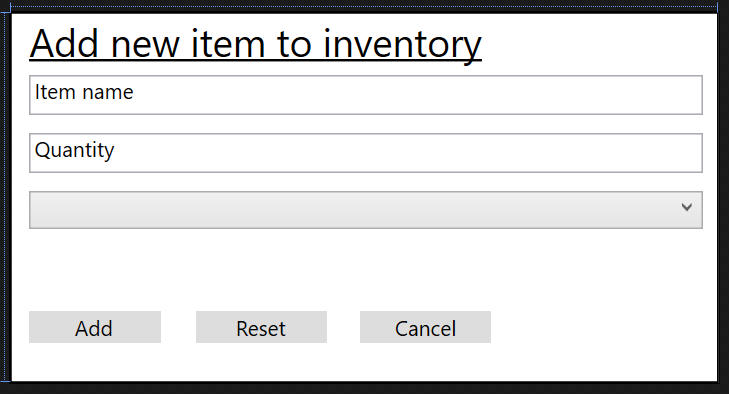 Add new item to inventory
Item name
Quantity
Add Reset Cancel